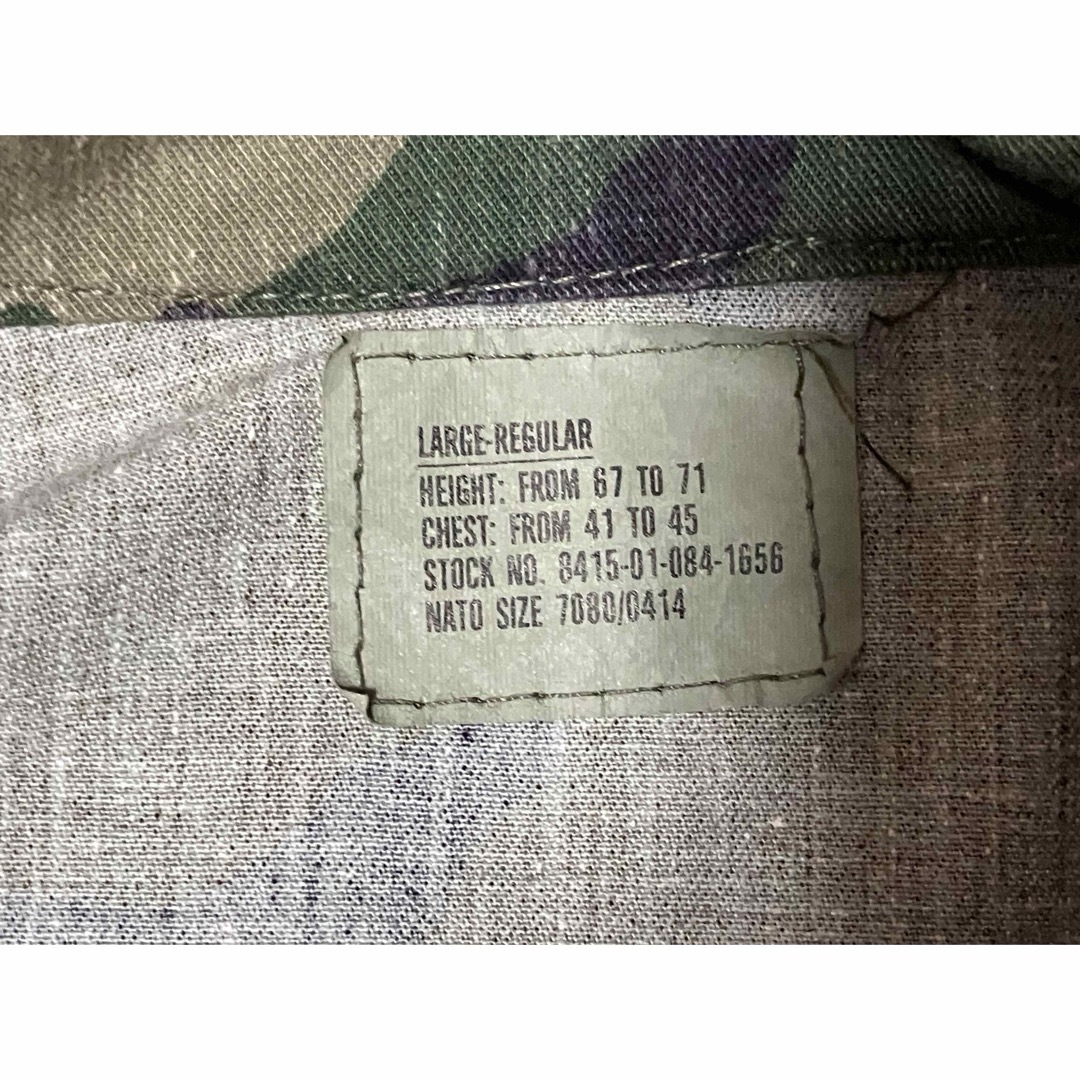 LARGE-REGULAR
HEIGHT: FROM 67 TO 71
CHEST: FROM 41 TO 45
STOCK NO. 8415-01-084-1656
NATO SIZE 7080/0414